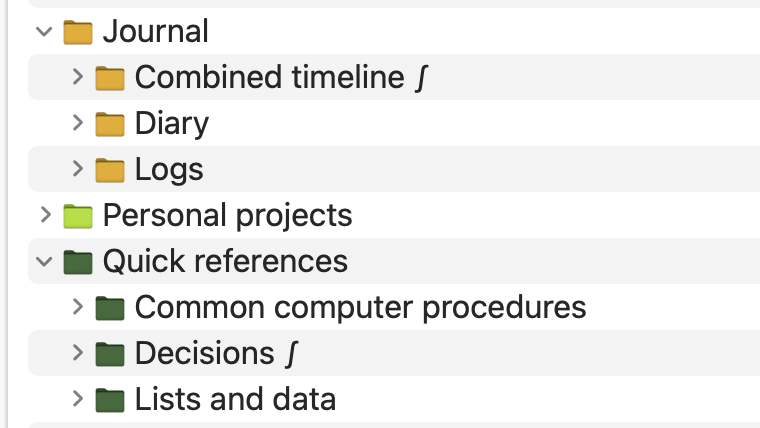 Journal
Combined timeline ∫
Diary
Logs
Personal projects
Quick references
Common computer procedures
Decisions ∫
Lists and data